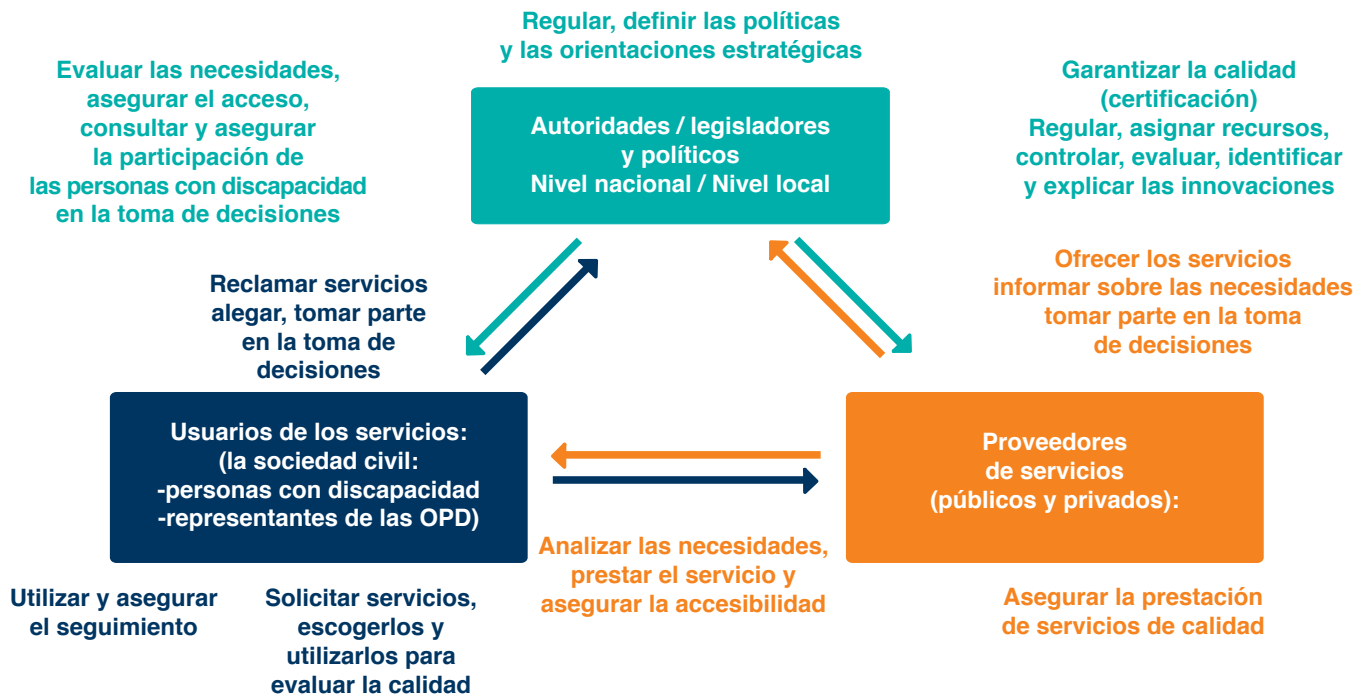 Regular, definir las políticas
y las orientaciones estratégicas
Evaluar las necesidades,
asegurar el acceso,
consultar y asegurar
la participación de
las personas con discapacidad
en la toma de decisiones
Autoridades / legisladores
y políticos
Nivel nacional / Nivel local
Garantizar la calidad
(certificación)
Regular, asignar recursos,
controlar, evaluar, identificar
y explicar las innovaciones
Reclamar servicios
alegar, tomar parte
en la toma de
decisiones
Ofrecer los servicios
informar sobre las necesidades
tomar parte en la toma
de decisiones
Usuarios de los servicios:
(la sociedad civil:
-personas con discapacidad
-representantes de las OPD)
Proveedores
de servicios
(públicos y privados):
Analizar las necesidades,
prestar el servicio y
asegurar la accesibilidad
Utilizar y asegurar
el seguimiento
Solicitar servicios,
escogerlos y
utilizarlos para
evaluar la calidad
Asegurar la prestación
de servicios de calidad